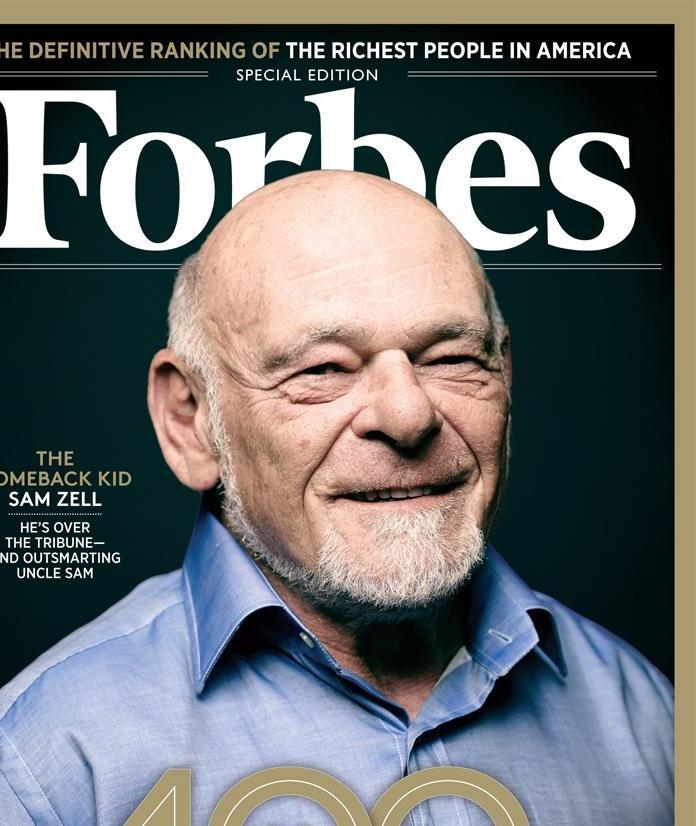 HE DEFINITIVE RANKING OF THE RICHEST PEOPLE IN AMERICA
SPECIAL EDITION
Forbes
THE
OMEBACK KID
SAM ZELL
HE'S OVER
THE TRIBUNE—
ND OUTSMARTING
UNCLE SAM
400